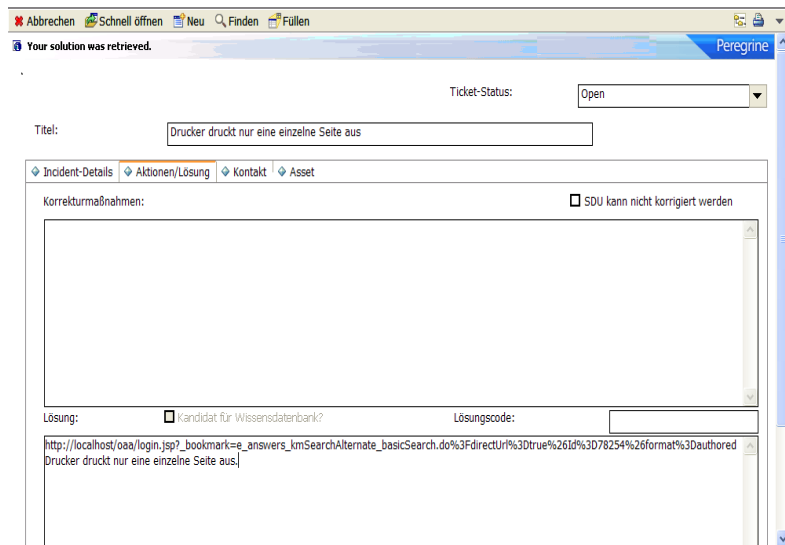 Abbrechen Schnell öffnen Neu Finden Füllen
Your solution was retrieved. Peregrine
Ticket-Status: Open
Titel: Drucker druckt nur eine einzelne Seite aus
Incident-Details Aktionen/Lösung Kontakt Asset
Korrekturmaßnahmen: SDU kann nicht korrigiert werden
Lösung: Kandidat für Wissensdatenbank? Lösungscode:
http://localhost/oaa/login.jsp?_bookmark=e_answers_kmSearchAlternate_basicSearch.do%3FdirectUrl%3Dtrue%26Id%3D78254%26format%3Dauthored
Drucker druckt nur eine einzelne Seite aus.